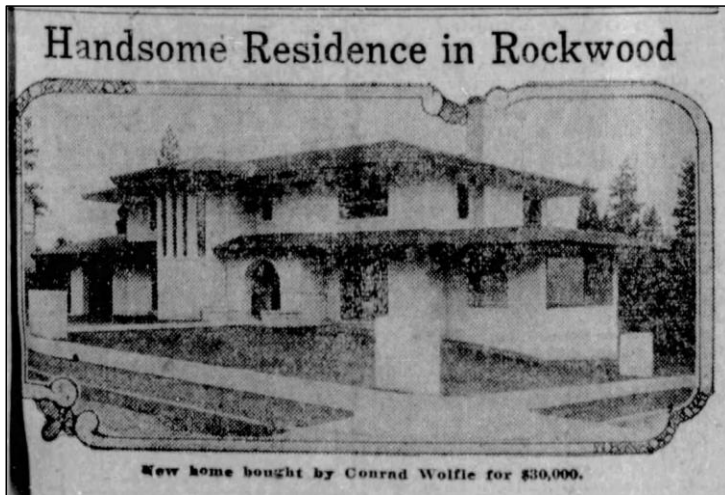 Handsome Residence in Rockwood
New home bought by Conrad Wolfle for $30,000.